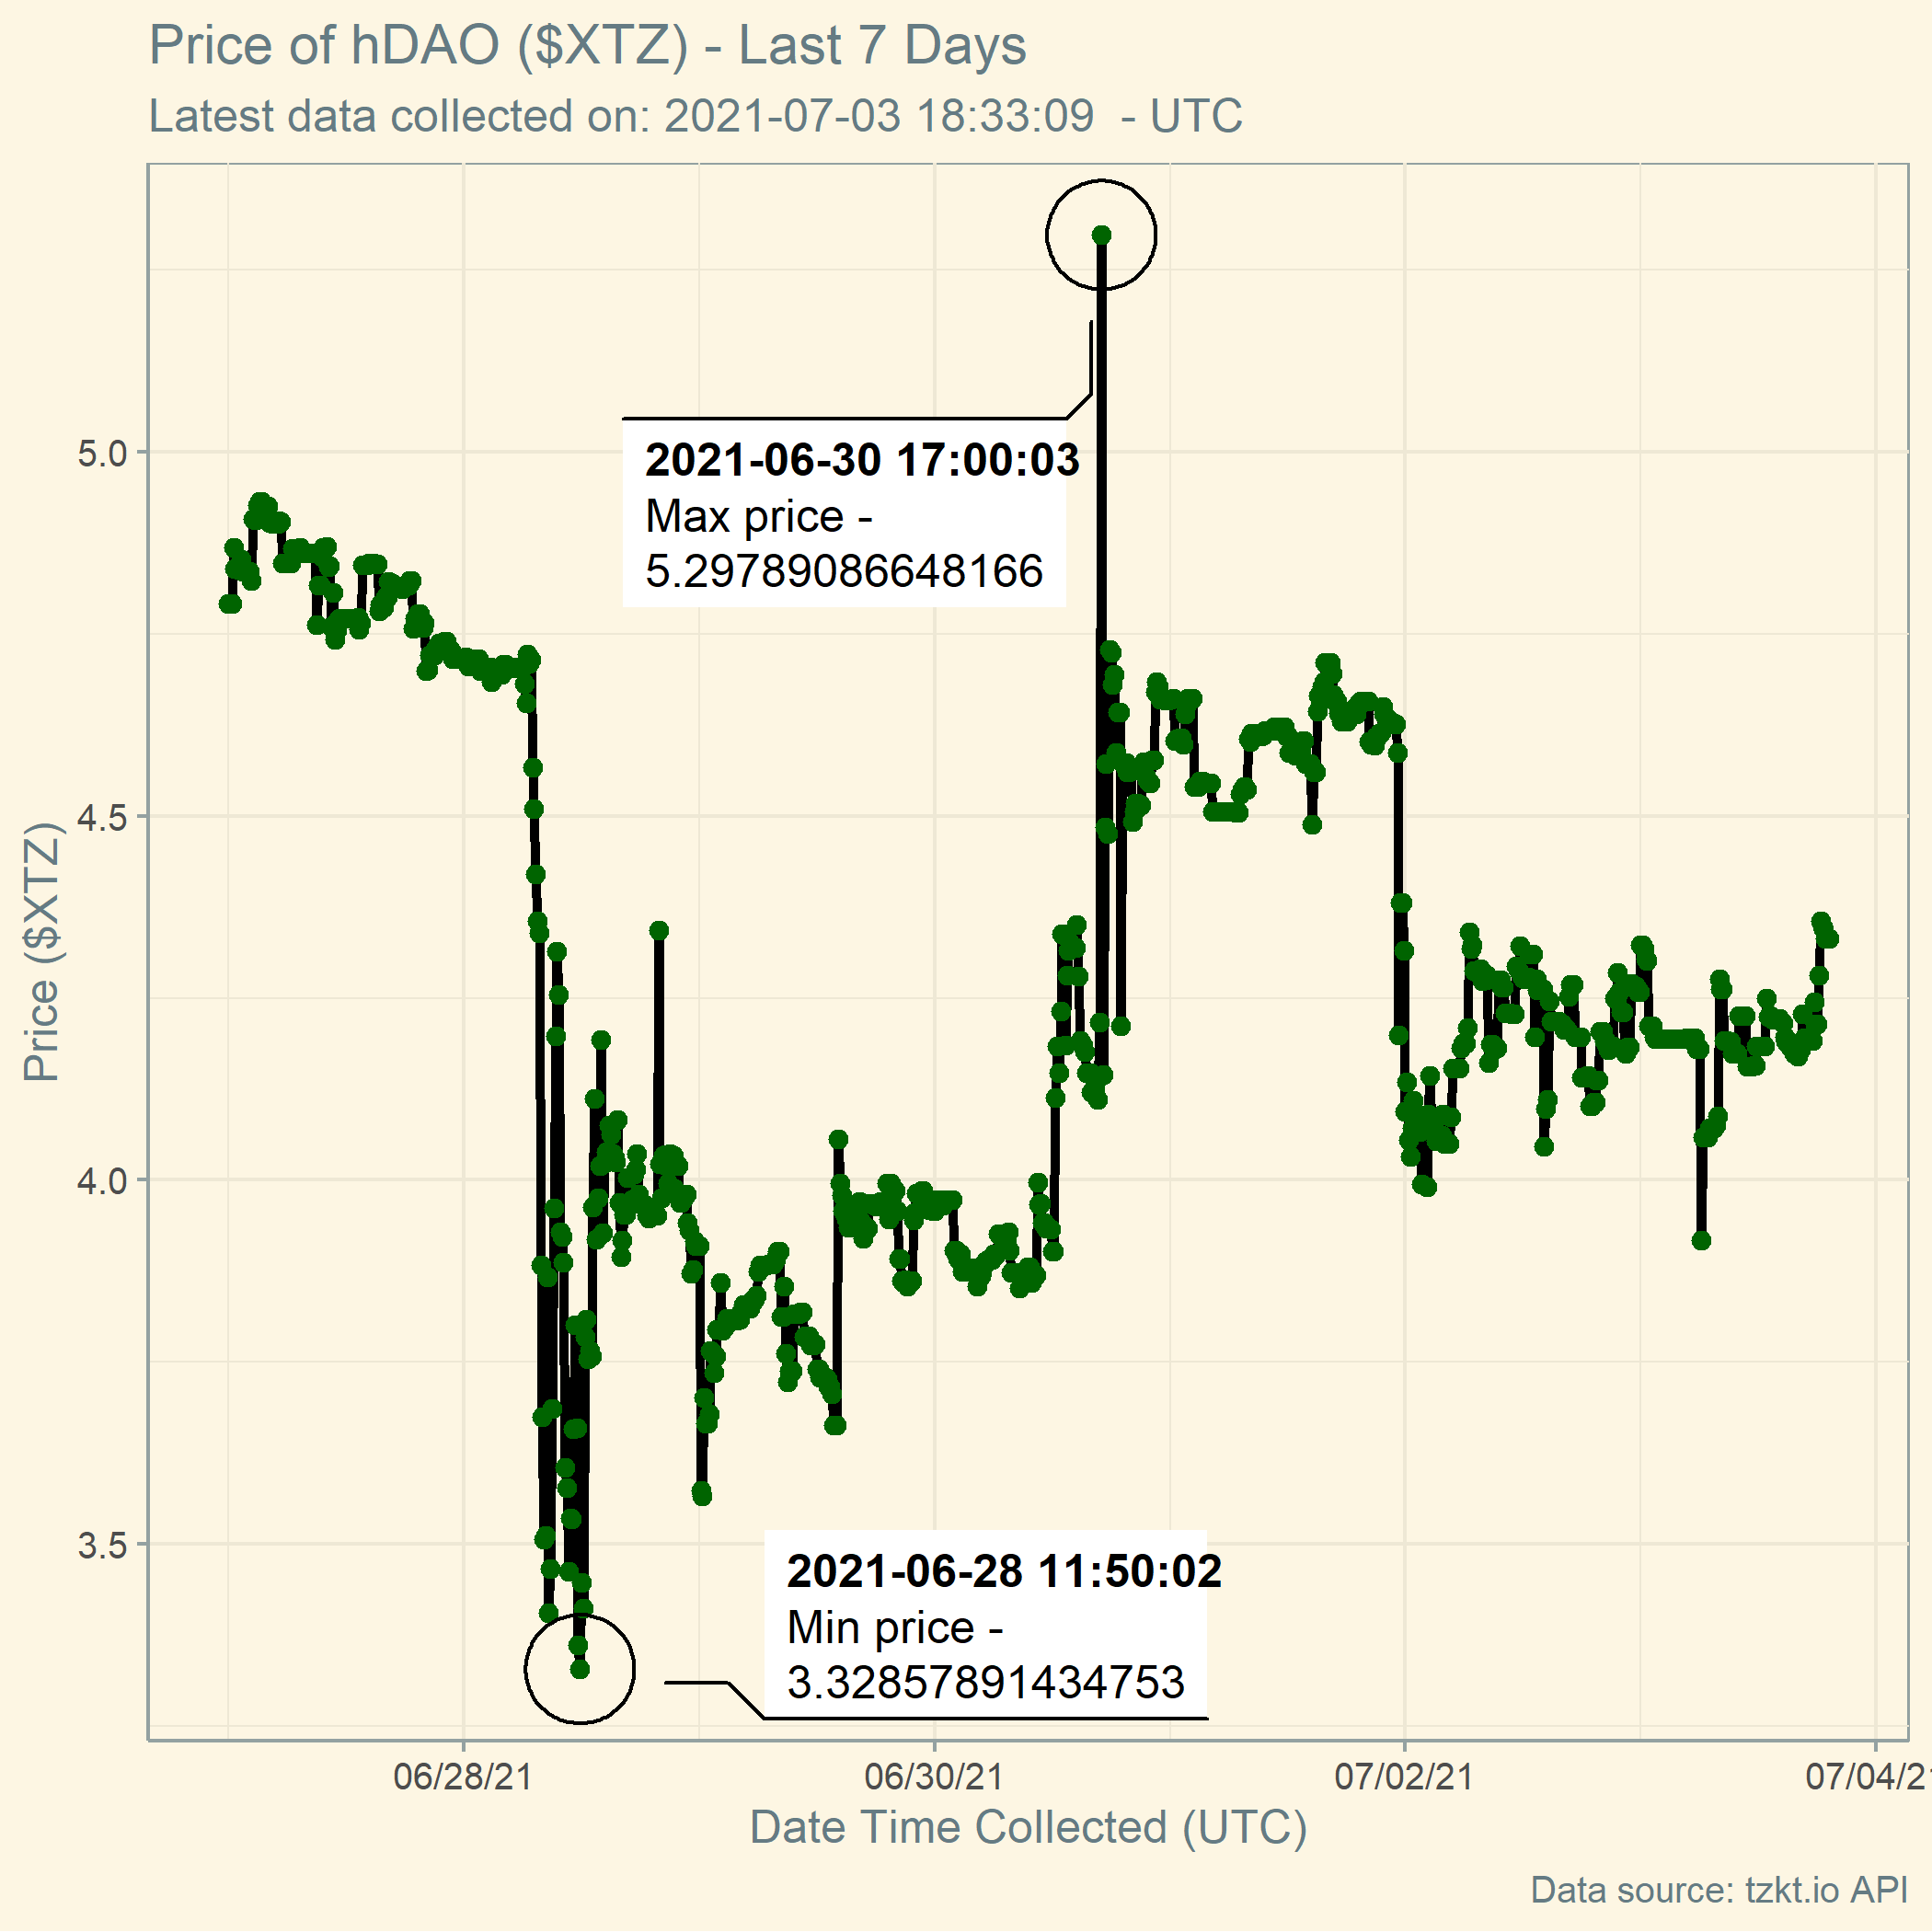 Price of hDAO ($XTZ) - Last 7 Days
Latest data collected on: 2021-07-03 18:33:09  - UTC
Price ($XTZ)
5.0
4.5
4.0
3.5
2021-06-30 17:00:03
Max price -
5.29789086648166
2021-06-28 11:50:02
Min price -
3.32857891434753
06/28/21
06/30/21
07/02/21
07/04/21
Date Time Collected (UTC)
Data source: tzkt.io API